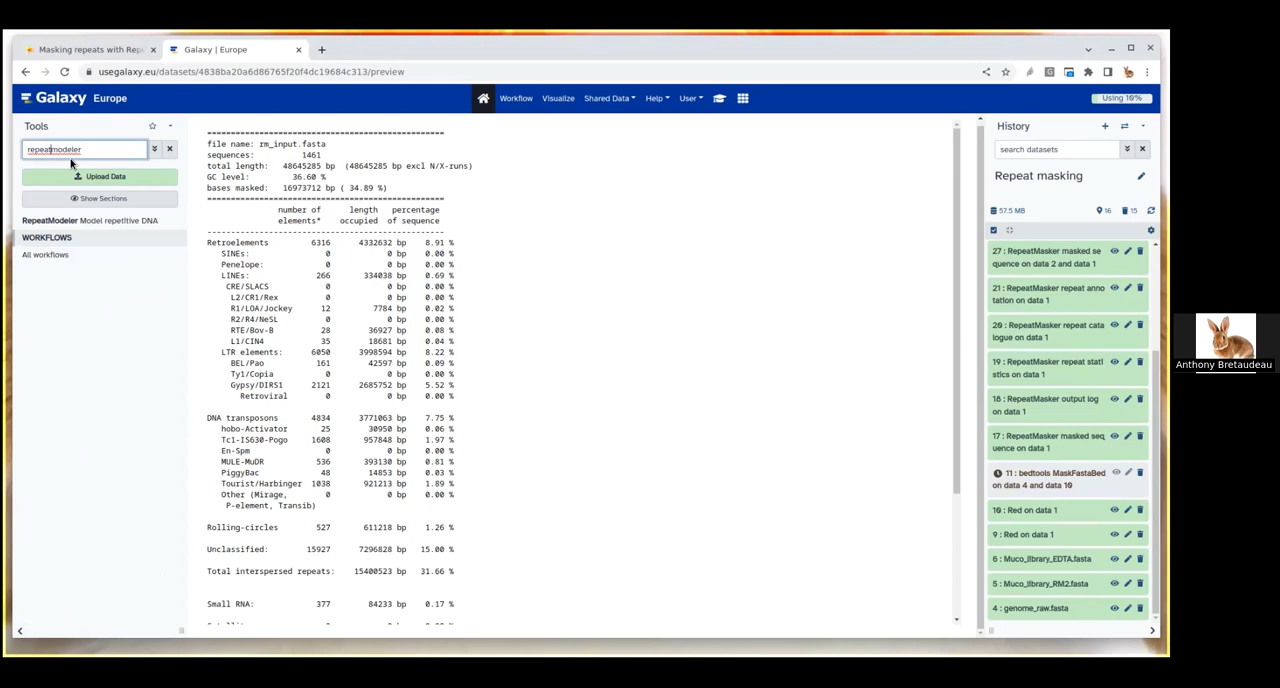 Masking repeats with Rep
Galaxy | Europe
usegalaxy.eu/datasets/4838ba20a6d86765f20f4dc19684c313/preview
Galaxy Europe
Workflow Visualize Shared Data Help User
Using 10%
Tools
repeatmodeler
Upload Data
Show Sections
RepeatModeler Model repetitive DNA
WORKFLOWS
All workflows
==================================================
file name: rm_input.fasta
sequences: 1461
total length: 48645285 bp (48645285 bp excl N/X-runs)
GC level: 36.60 %
bases masked: 16973712 bp ( 34.89 %)
==================================================
number of length percentage
elements* occupied of sequence
--------------------------------------------------
Retroelements 6316 4332632 bp 8.91 %
SINEs: 0 0 bp 0.00 %
Penelope: 0 0 bp 0.00 %
LINEs: 266 334038 bp 0.69 %
CRE/SLACS 0 0 bp 0.00 %
L2/CR1/Rex 0 0 bp 0.00 %
R1/LOA/Jockey 12 7784 bp 0.02 %
R2/R4/NeSL 0 0 bp 0.00 %
RTE/Bov-B 28 36927 bp 0.08 %
L1/CIN4 35 18681 bp 0.04 %
LTR elements: 6050 3998594 bp 8.22 %
BEL/Pao 161 42597 bp 0.09 %
Ty1/Copia 0 0 bp 0.00 %
Gypsy/DIRS1 2121 2685752 bp 5.52 %
Retroviral 0 0 bp 0.00 %
DNA transposons 4834 3771063 bp 7.75 %
hobo-Activator 25 30950 bp 0.06 %
Tc1-IS630-Pogo 1608 957848 bp 1.97 %
En-Spm 0 0 bp 0.00 %
MULE-MuDR 536 393130 bp 0.81 %
PiggyBac 48 14853 bp 0.03 %
Tourist/Harbinger 1038 921213 bp 1.89 %
Other (Mirage, 0 0 bp 0.00 %
P-element, Transib)
Rolling-circles 527 611218 bp 1.26 %
Unclassified: 15927 7296828 bp 15.00 %
Total interspersed repeats: 15400523 bp 31.66 %
Small RNA: 377 84233 bp 0.17 %
History
search datasets
Repeat masking
57.5 MB
16 15
27 : RepeatMasker masked se
quence on data 2 and data 1
21 : RepeatMasker repeat anno
tation on data 1
20 : RepeatMasker repeat cata
logue on data 1
19 : RepeatMasker repeat stati
stics on data 1
18 : RepeatMasker output log
on data 1
17 : RepeatMasker masked seq
uence on data 1
11 : bedtools MaskFastaBed
on data 4 and data 10
10 : Red on data 1
9 : Red on data 1
6 : Muco_library_EDTA.fasta
5 : Muco_library_RM2.fasta
4 : genome_raw.fasta
Anthony Bretaudeau